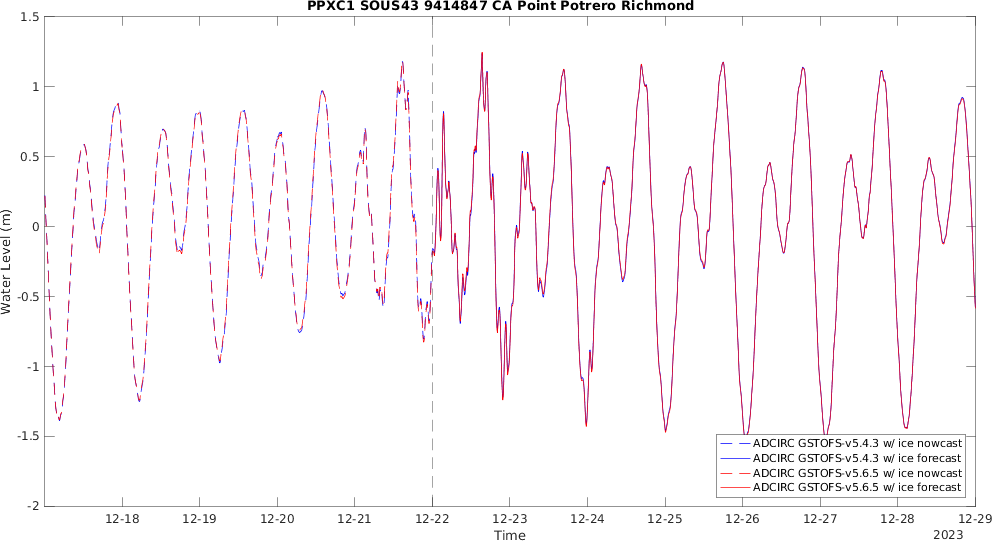 PPXC1 SOUS43 9414847 CA Point Potrero Richmond
1.5
1
0.5
0
-0.5
-1
-1.5
-2
Water Level (m)
12-18 12-19 12-20 12-21 12-22 12-23 12-24 12-25 12-26 12-27 12-28 12-29
Time
2023
ADCIRC GSTOFS-v5.4.3 w/ ice nowcast
ADCIRC GSTOFS-v5.4.3 w/ ice forecast
ADCIRC GSTOFS-v5.6.5 w/ ice nowcast
ADCIRC GSTOFS-v5.6.5 w/ ice forecast